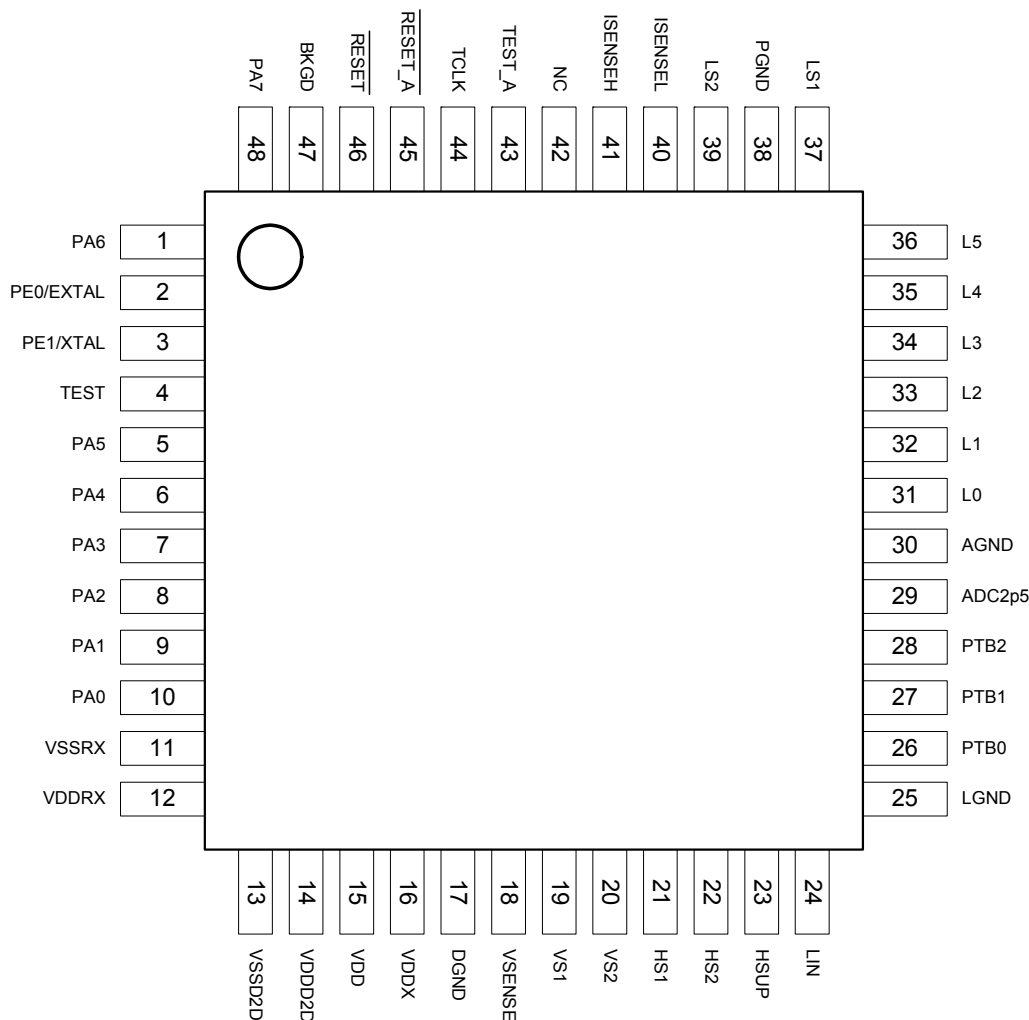 PA7
BKGD
RESET
RESET_A
TCLK
TEST_A
NC
ISENSEH
ISENSEL
LS2
PGND
LS1
48
47
46
45
44
43
42
41
40
39
38
37
PA6 1
PE0/EXTAL 2
PE1/XTAL 3
TEST 4
PA5 5
PA4 6
PA3 7
PA2 8
PA1 9
PA0 10
VSSRX 11
VDDRX 12
36 L5
35 L4
34 L3
33 L2
32 L1
31 L0
30 AGND
29 ADC2p5
28 PTB2
27 PTB1
26 PTB0
25 LGND
13
14
15
16
17
18
19
20
21
22
23
24
VSSD2D
VDDD2D
VDD
VDDX
DGND
VSENSE
VS1
VS2
HS1
HS2
HSUP
LIN